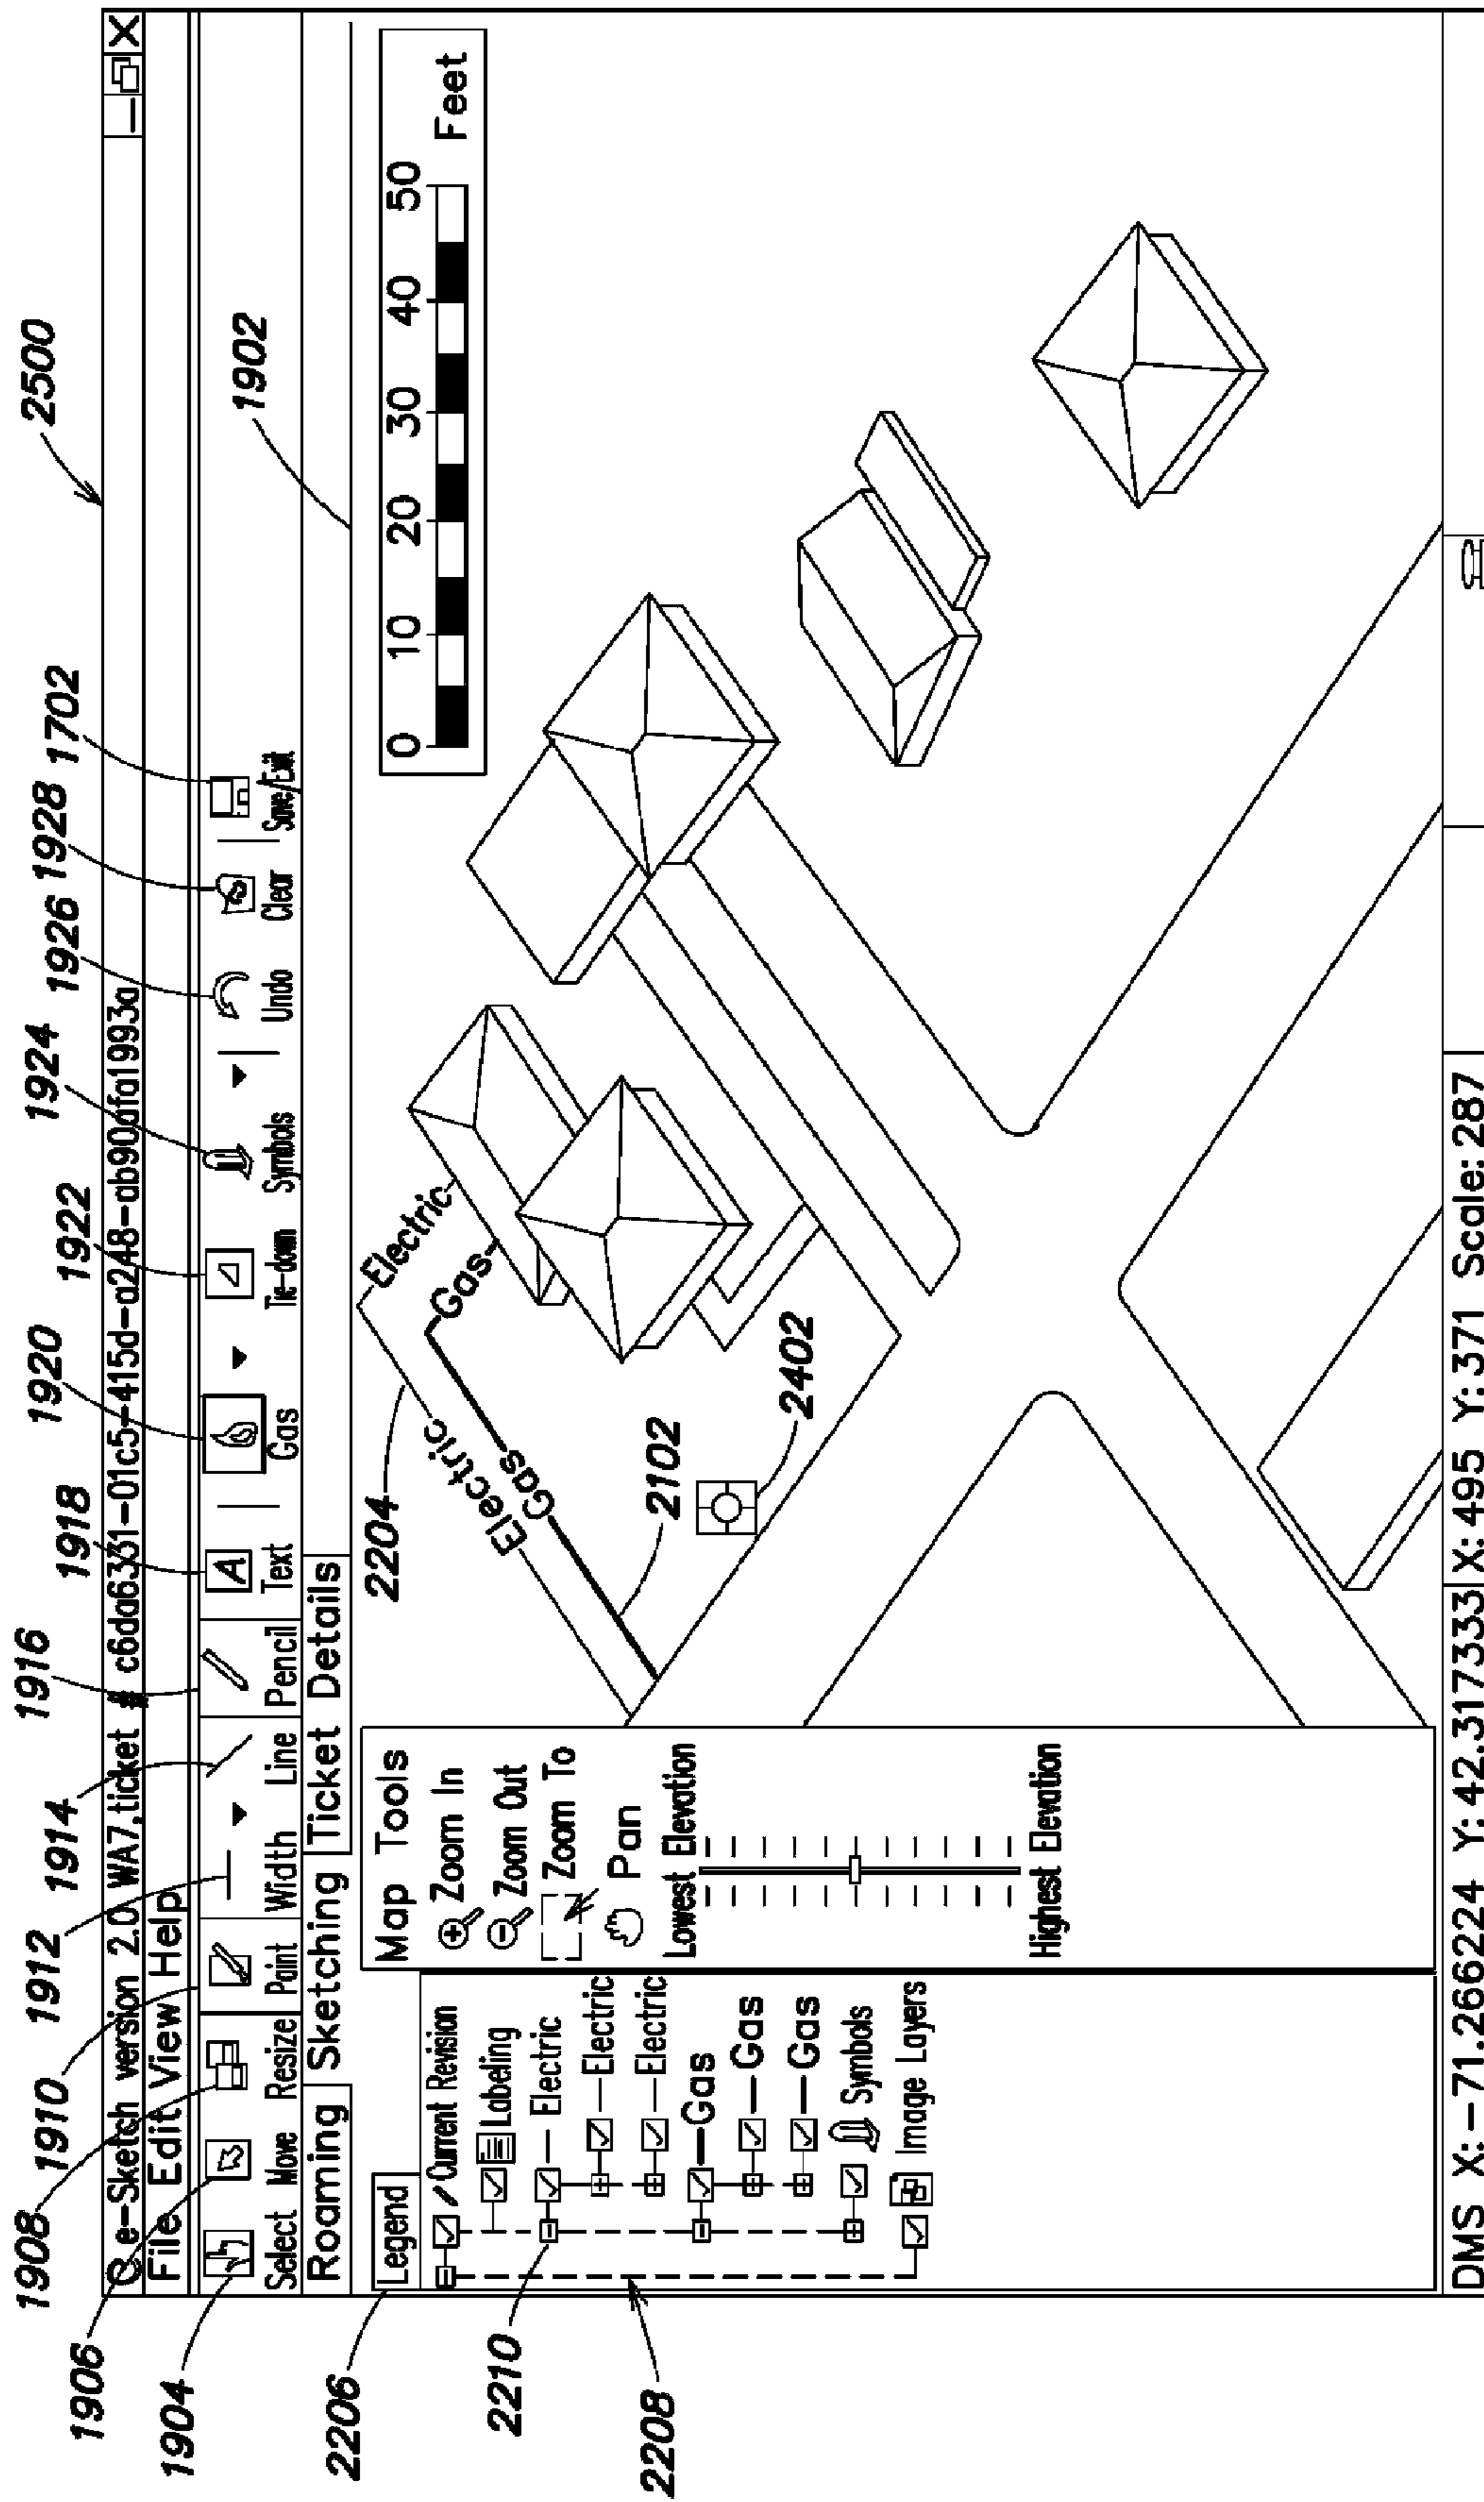 2500
1908 1910 1912 1914 1916 1918 1920 1922 1924 1926 1928 1702
1906
1904
1902
e-Sketch version 2.0 WA7,ticket # c6da6331-01c5-415d-a248-ab90dfa1993a
File Edit View Help
Select Move Resize Paint Width Line Pencil Text Gas Tie-down Symbols Undo Clear Save/Exit
Roaming Sketching Ticket Details
2206
2210
2208
Legend
Current Revision
Labeling
Electric
Electric
Electric
Gas
Gas
Gas
Symbols
Image Layers
Map Tools
Zoom In
Zoom Out
Zoom To
Pan
Lowest Elevation
Highest Elevation
2204
Electric
Electric
Gas
Gas
2102
2402
0 10 20 30 40 50
Feet
DMS X:-71.266224 Y:42.317333 X:495 Y:371 Scale:287